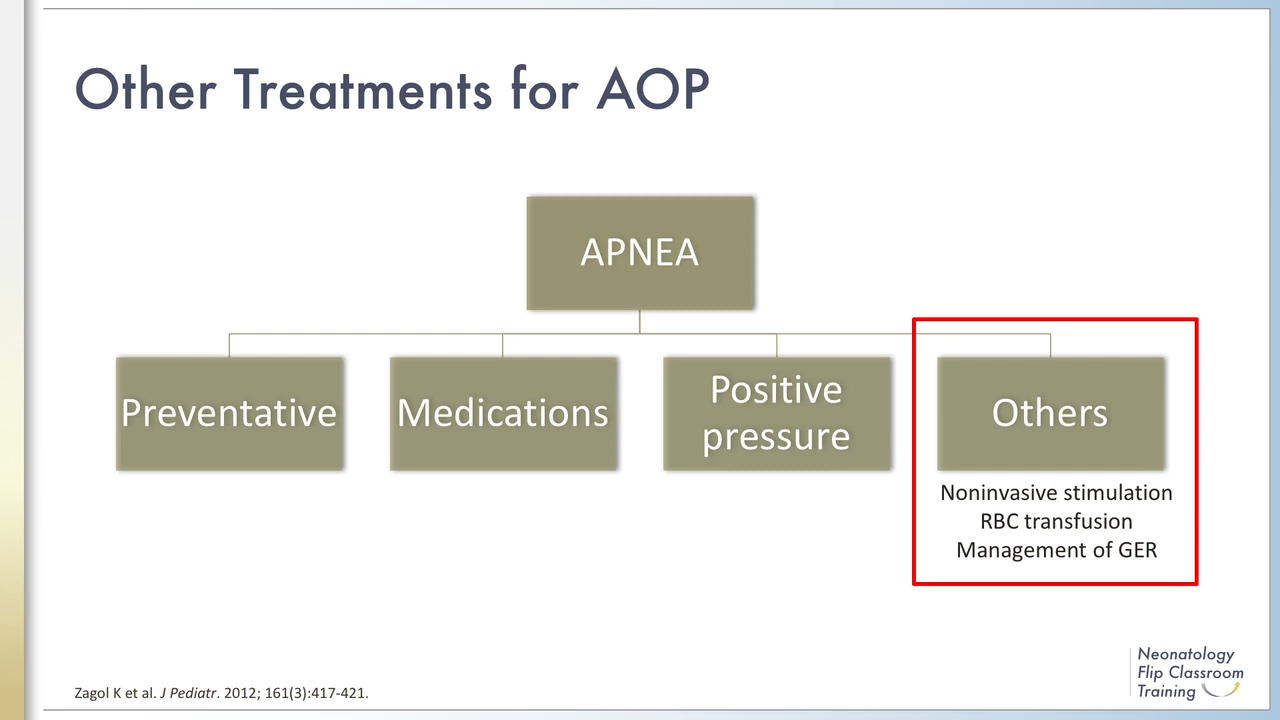 Other Treatments for AOP
APNEA
Preventative
Medications
Positive
pressure
Others
Noninvasive stimulation
RBC transfusion
Management of GER
Zagol K et al. J Pediatr. 2012; 161(3):417-421.
Neonatology
Flip Classroom
Training